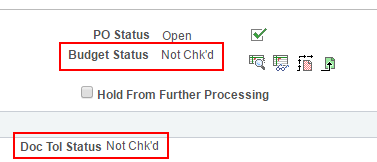 PO Status Open
Budget Status Not Chk'd
Hold From Further Processing
Doc Tol Status Not Chk'd